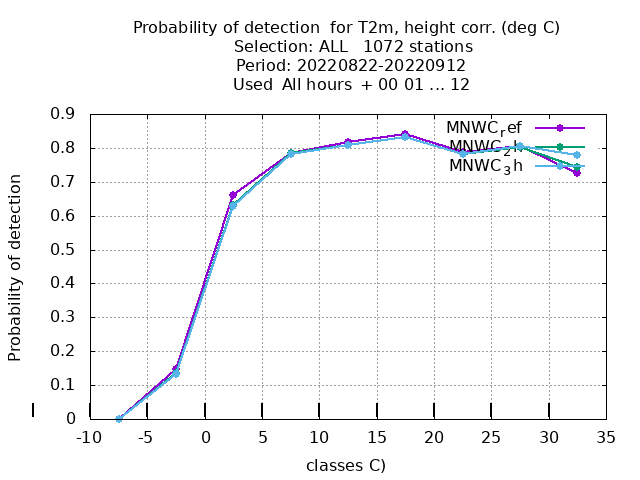 Probability of detection for T2m, height corr. (deg C)
Selection: ALL 1072 stations
Period: 20220822-20220912
Used All hours + 00 01 ... 12
0.9
0.8
0.7
0.6
0.5
0.4
0.3
0.2
0.1
0
Probability of detection
MNWCref
MNWC2h
MNWC3h
-10 -5 0 5 10 15 20 25 30 35
classes C)